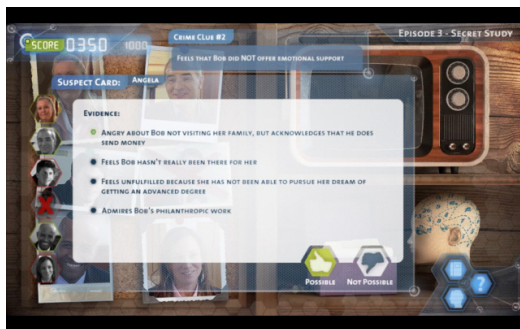 SCORE 0350 1000
CRIME CLUE #2
EPISODE 3 - SECRET STUDY
FEELS THAT BOB DID NOT OFFER EMOTIONAL SUPPORT
SUSPECT CARD: ANGELA
EVIDENCE:
ANGRY ABOUT BOB NOT VISITING HER FAMILY, BUT ACKNOWLEDGES THAT HE DOES
SEND MONEY
FEELS BOB HASN'T REALLY BEEN THERE FOR HER
FEELS UNFULFILLED BECAUSE SHE HAS NOT BEEN ABLE TO PURSUE HER DREAM OF
GETTING AN ADVANCED DEGREE
ADMIRES BOB'S PHILANTHROPIC WORK
POSSIBLE NOT POSSIBLE
?